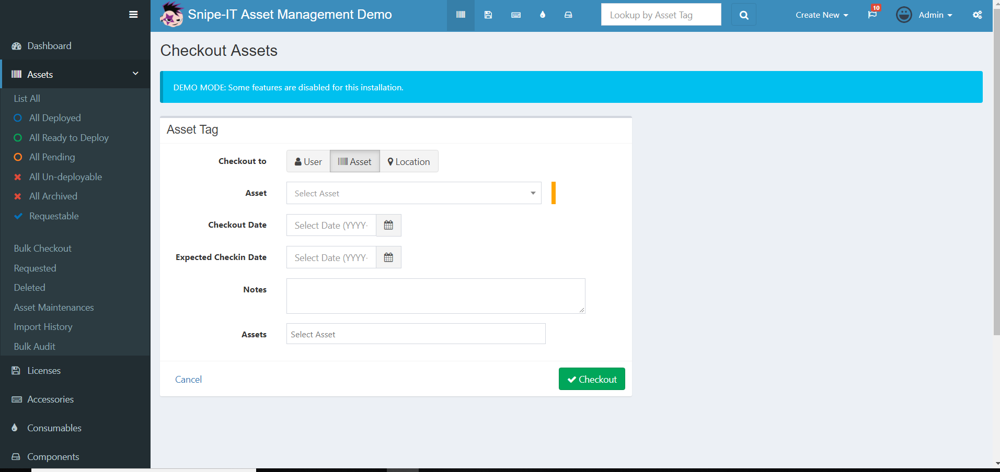 Snipe-IT Asset Management Demo
Lookup by Asset Tag
Create New
10
Admin
Dashboard
Assets
List All
All Deployed
All Ready to Deploy
All Pending
All Un-deployable
All Archived
Requestable
Bulk Checkout
Requested
Deleted
Asset Maintenances
Import History
Bulk Audit
Licenses
Accessories
Consumables
Components
Checkout Assets
DEMO MODE: Some features are disabled for this installation.
Asset Tag
Checkout to
User
Asset
Location
Asset
Select Asset
Checkout Date
Select Date (YYYY-
Expected Checkin Date
Select Date (YYYY-
Notes
Assets
Select Asset
Cancel
Checkout